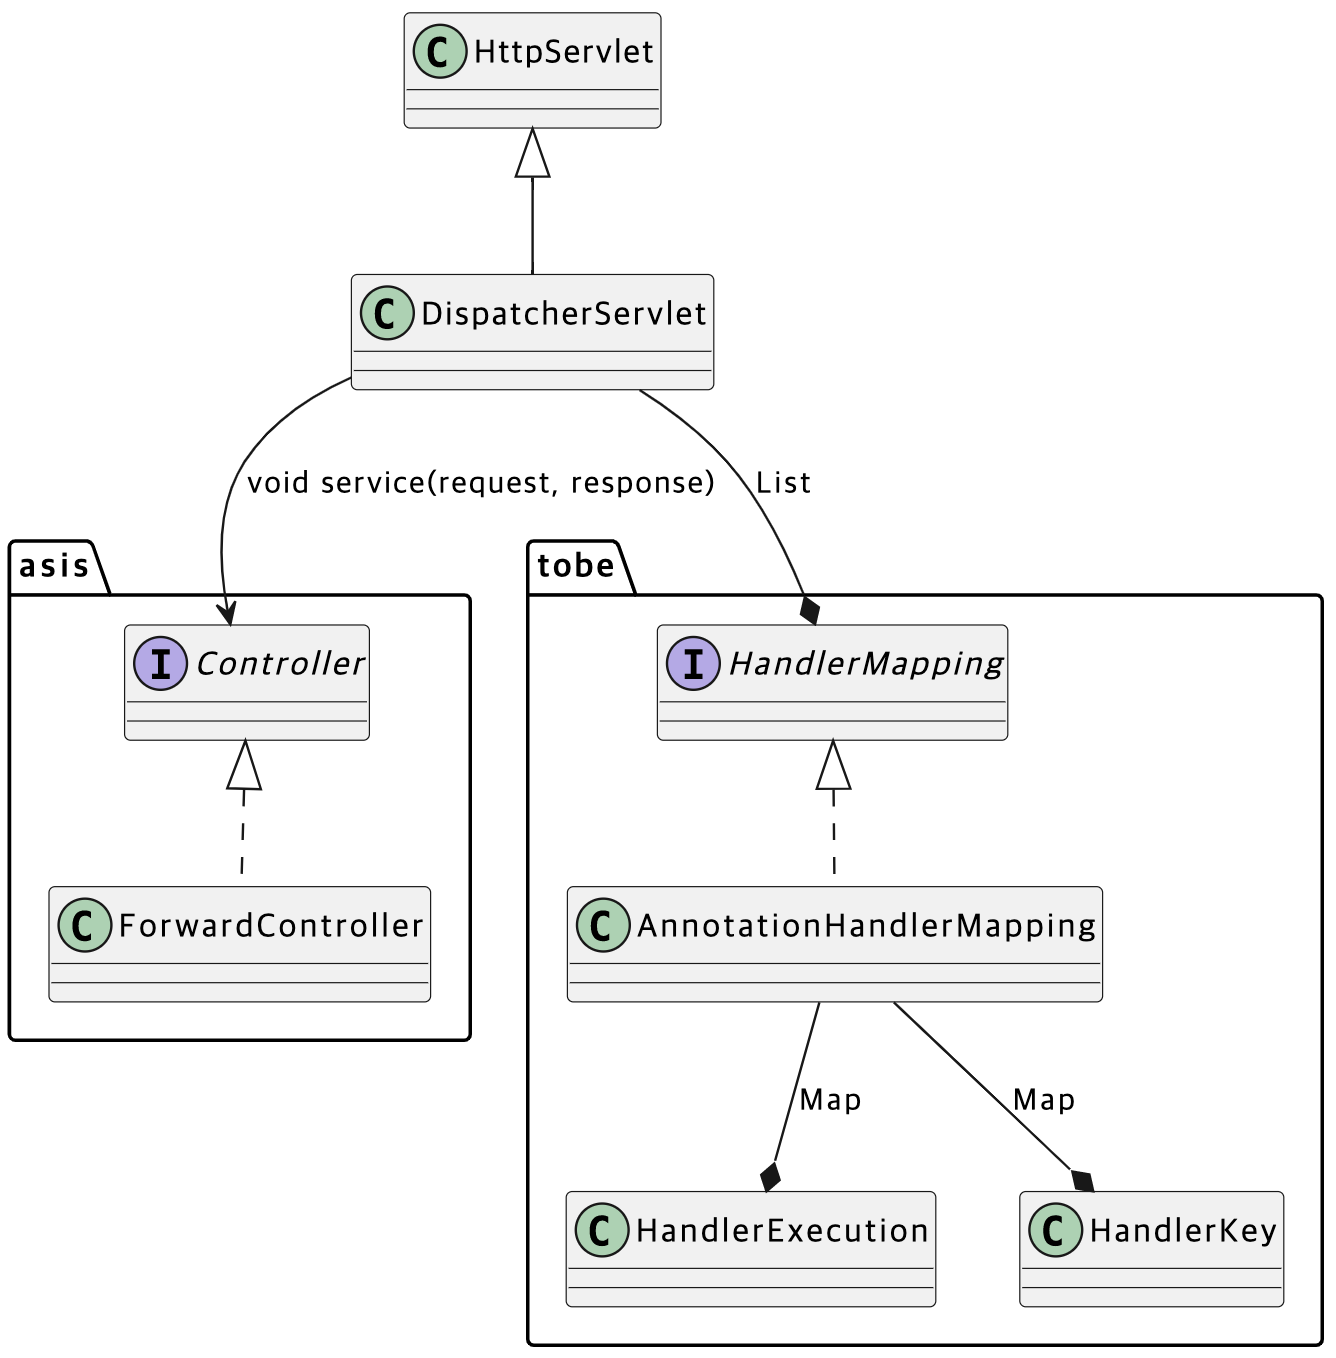 C HttpServlet
C DispatcherServlet
void service(request, response)
List
asis
tobe
I Controller
I HandlerMapping
C ForwardController
C AnnotationHandlerMapping
Map
Map
C HandlerExecution
C HandlerKey